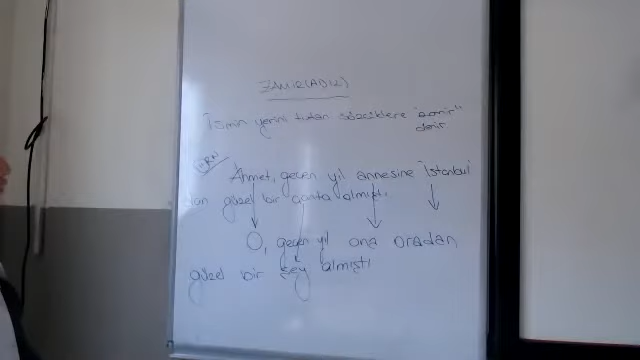 ZAMİR(ADIL)
İsmin yerini tutan sözcüklere "zamir"
denir
ÖRN
Ahmet, geçen yıl annesine İstanbul
dan güzel bir çanta almıştı.
O, geçen yıl ona oradan
güzel bir şey almıştı